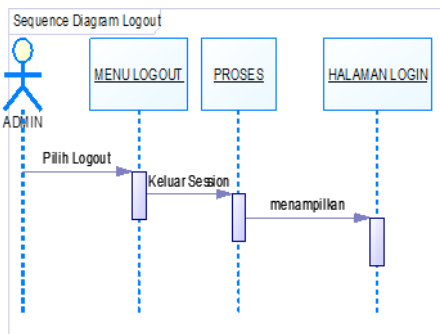 Sequence Diagram Logout
MENU LOGOUT
PROSES
HALAMAN LOGIN
ADMIN
Pilih Logout
Keluar Session
menampilkan